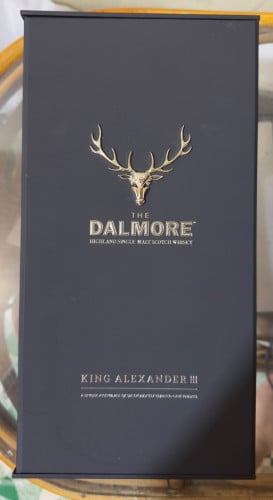 THE
DALMORE
HIGHLAND SINGLE MALT SCOTCH WHISKY
KING ALEXANDER III